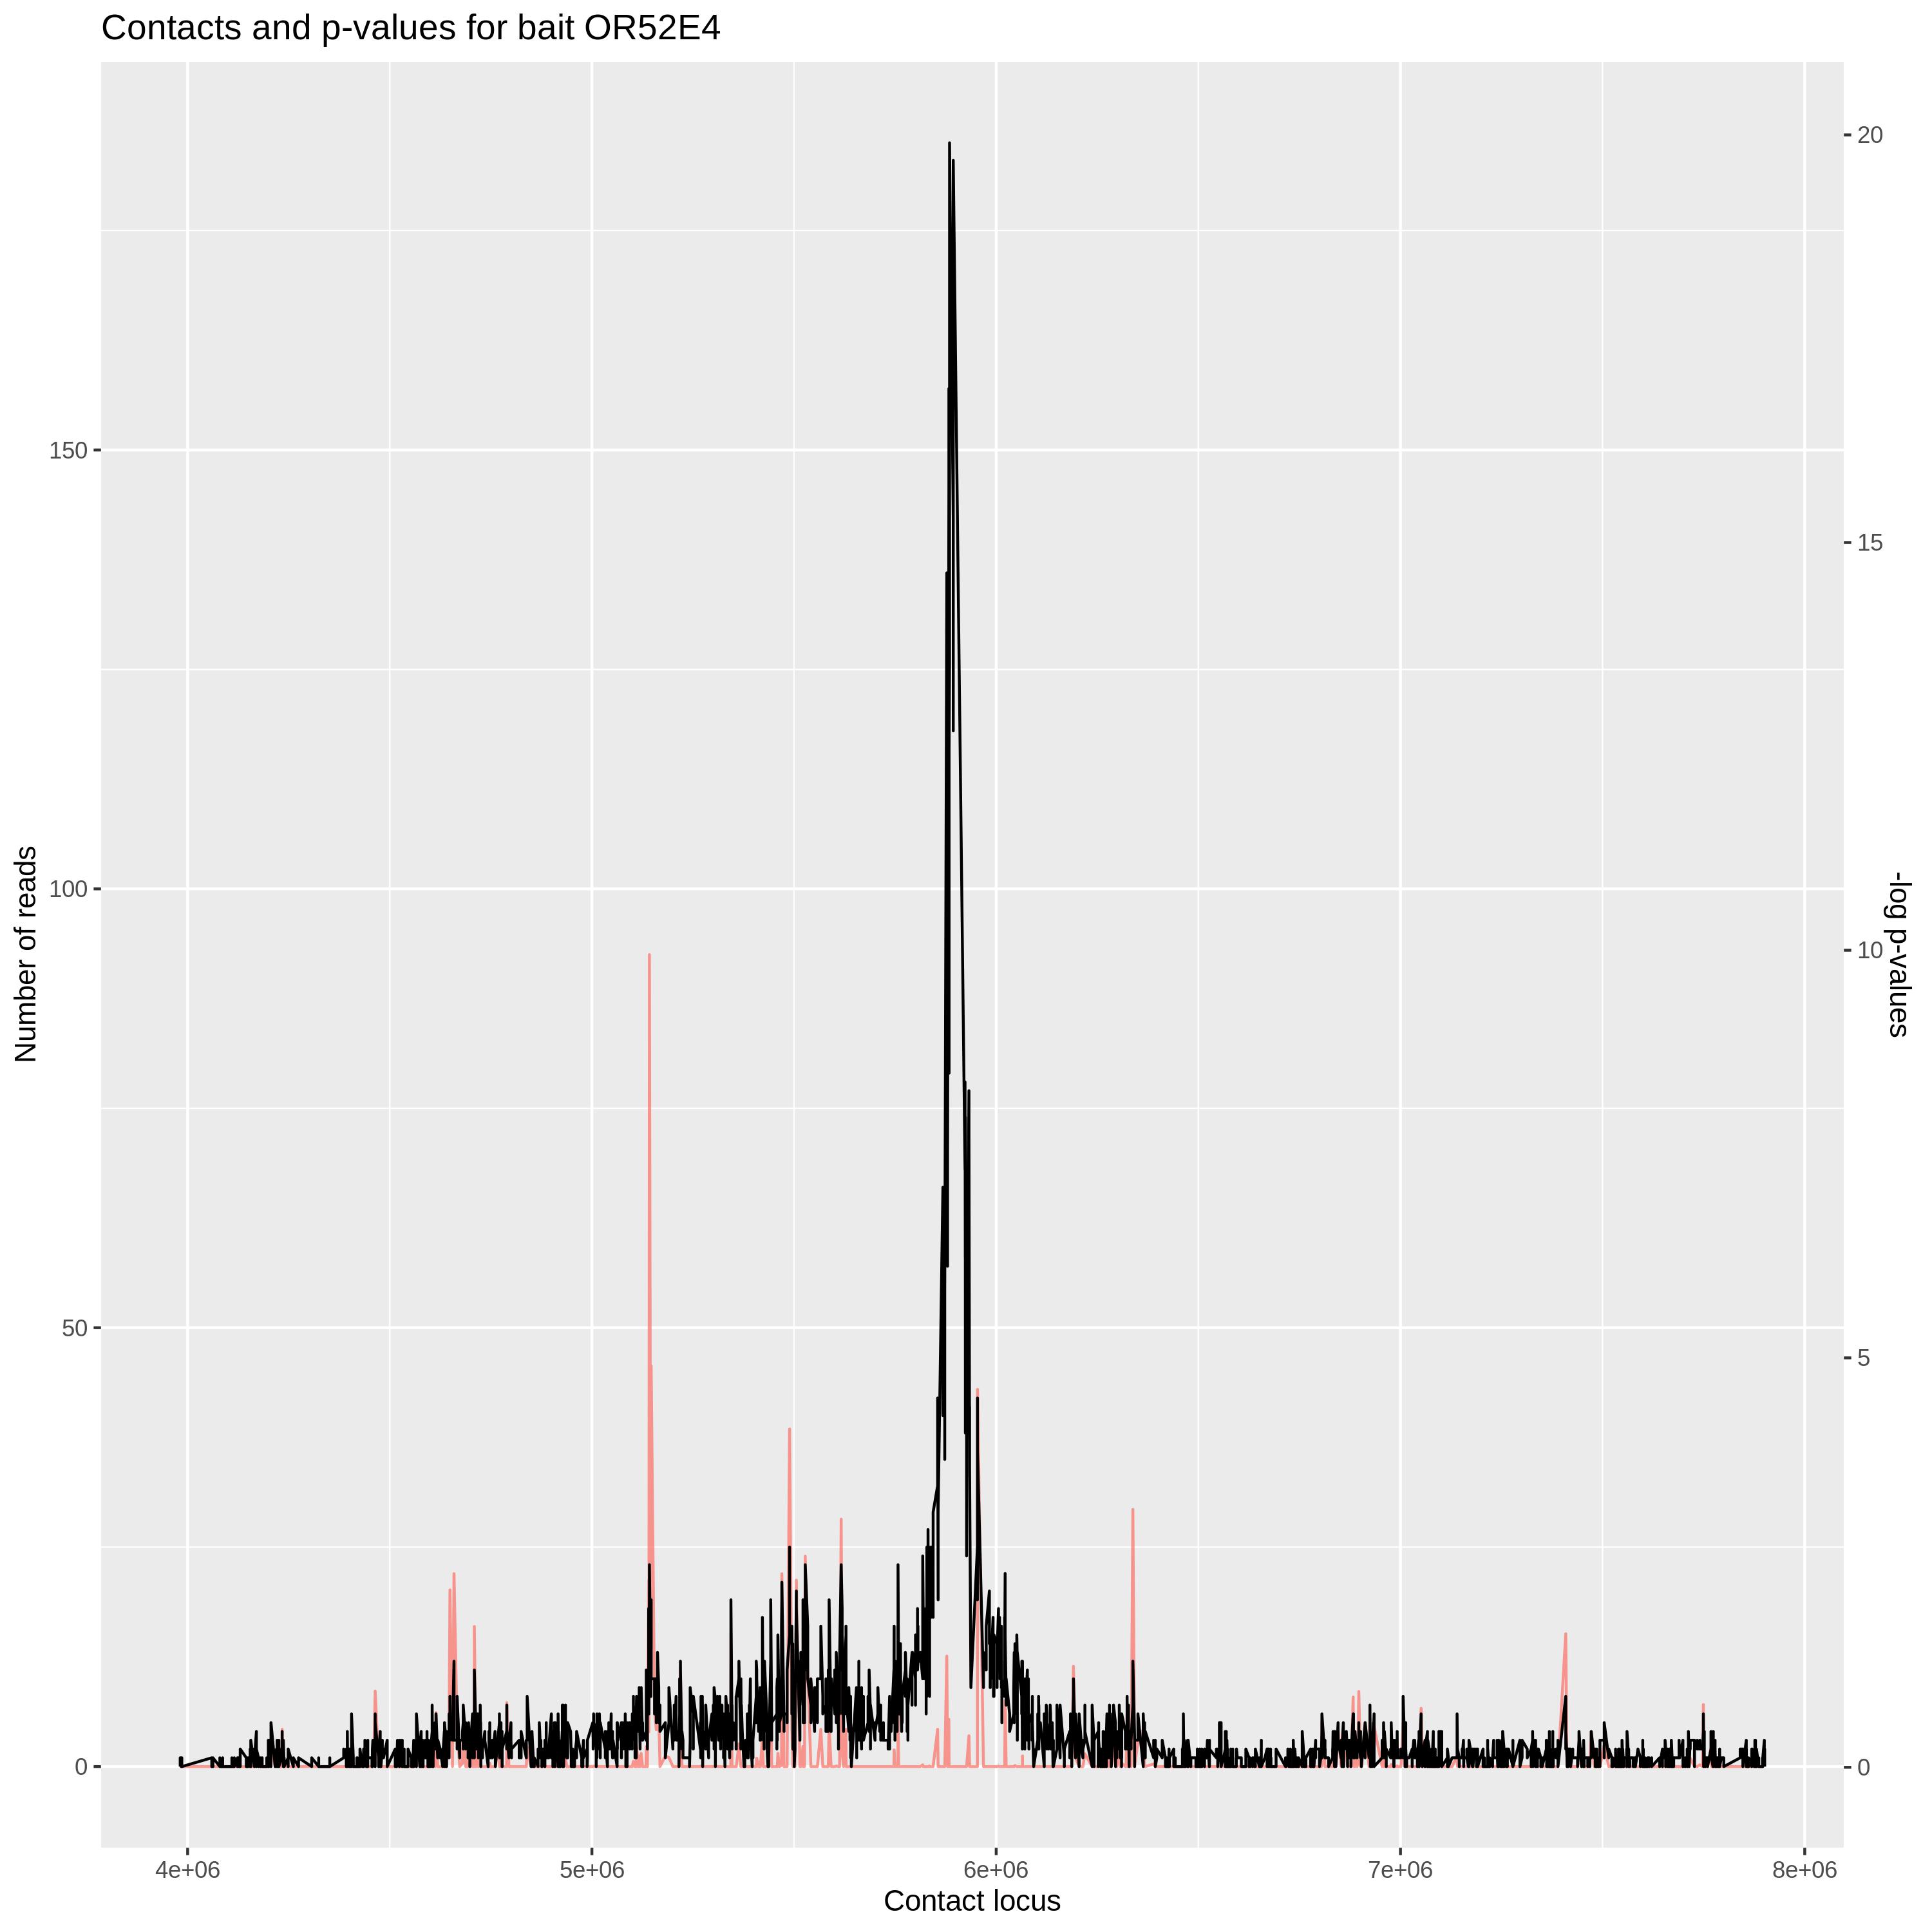 Contacts and p-values for bait OR52E4
20
150
15
100
10
50
5
0
0
Number of reads
-log p-values
4e+06 5e+06 6e+06 7e+06 8e+06
Contact locus